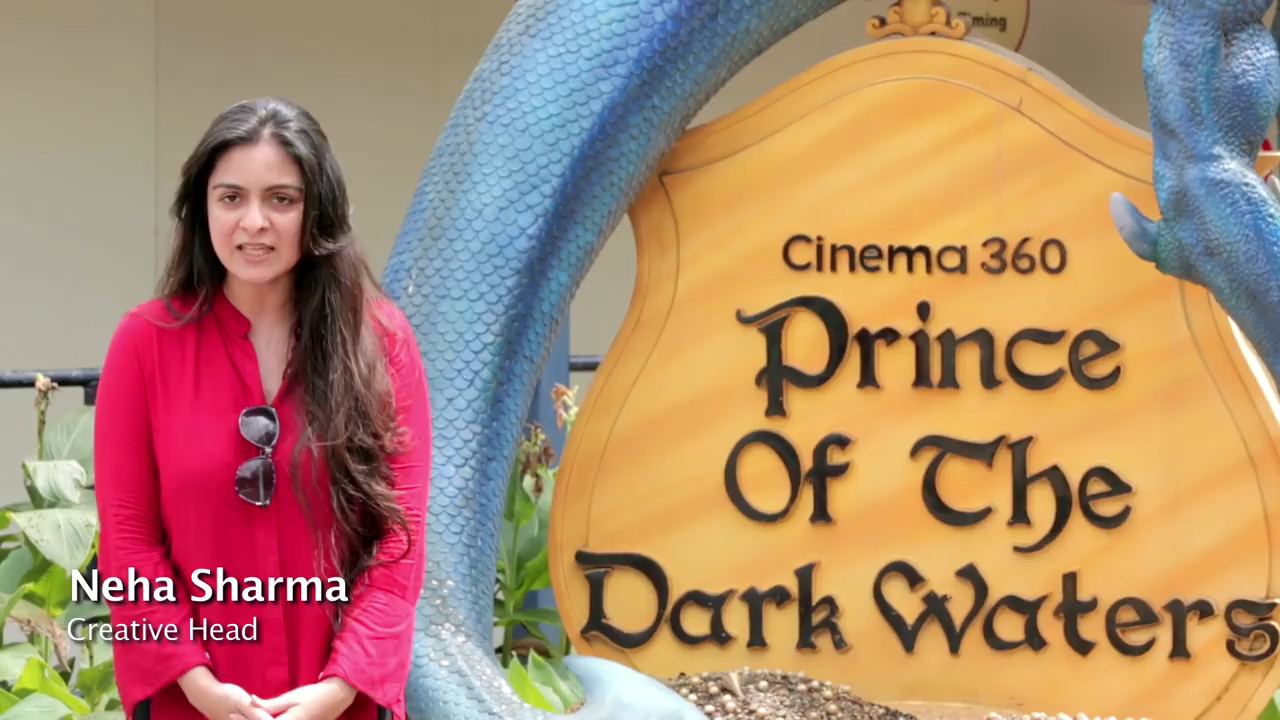 Timing
Cinema 360
Prince
Of The
Dark Waters
Neha Sharma
Creative Head